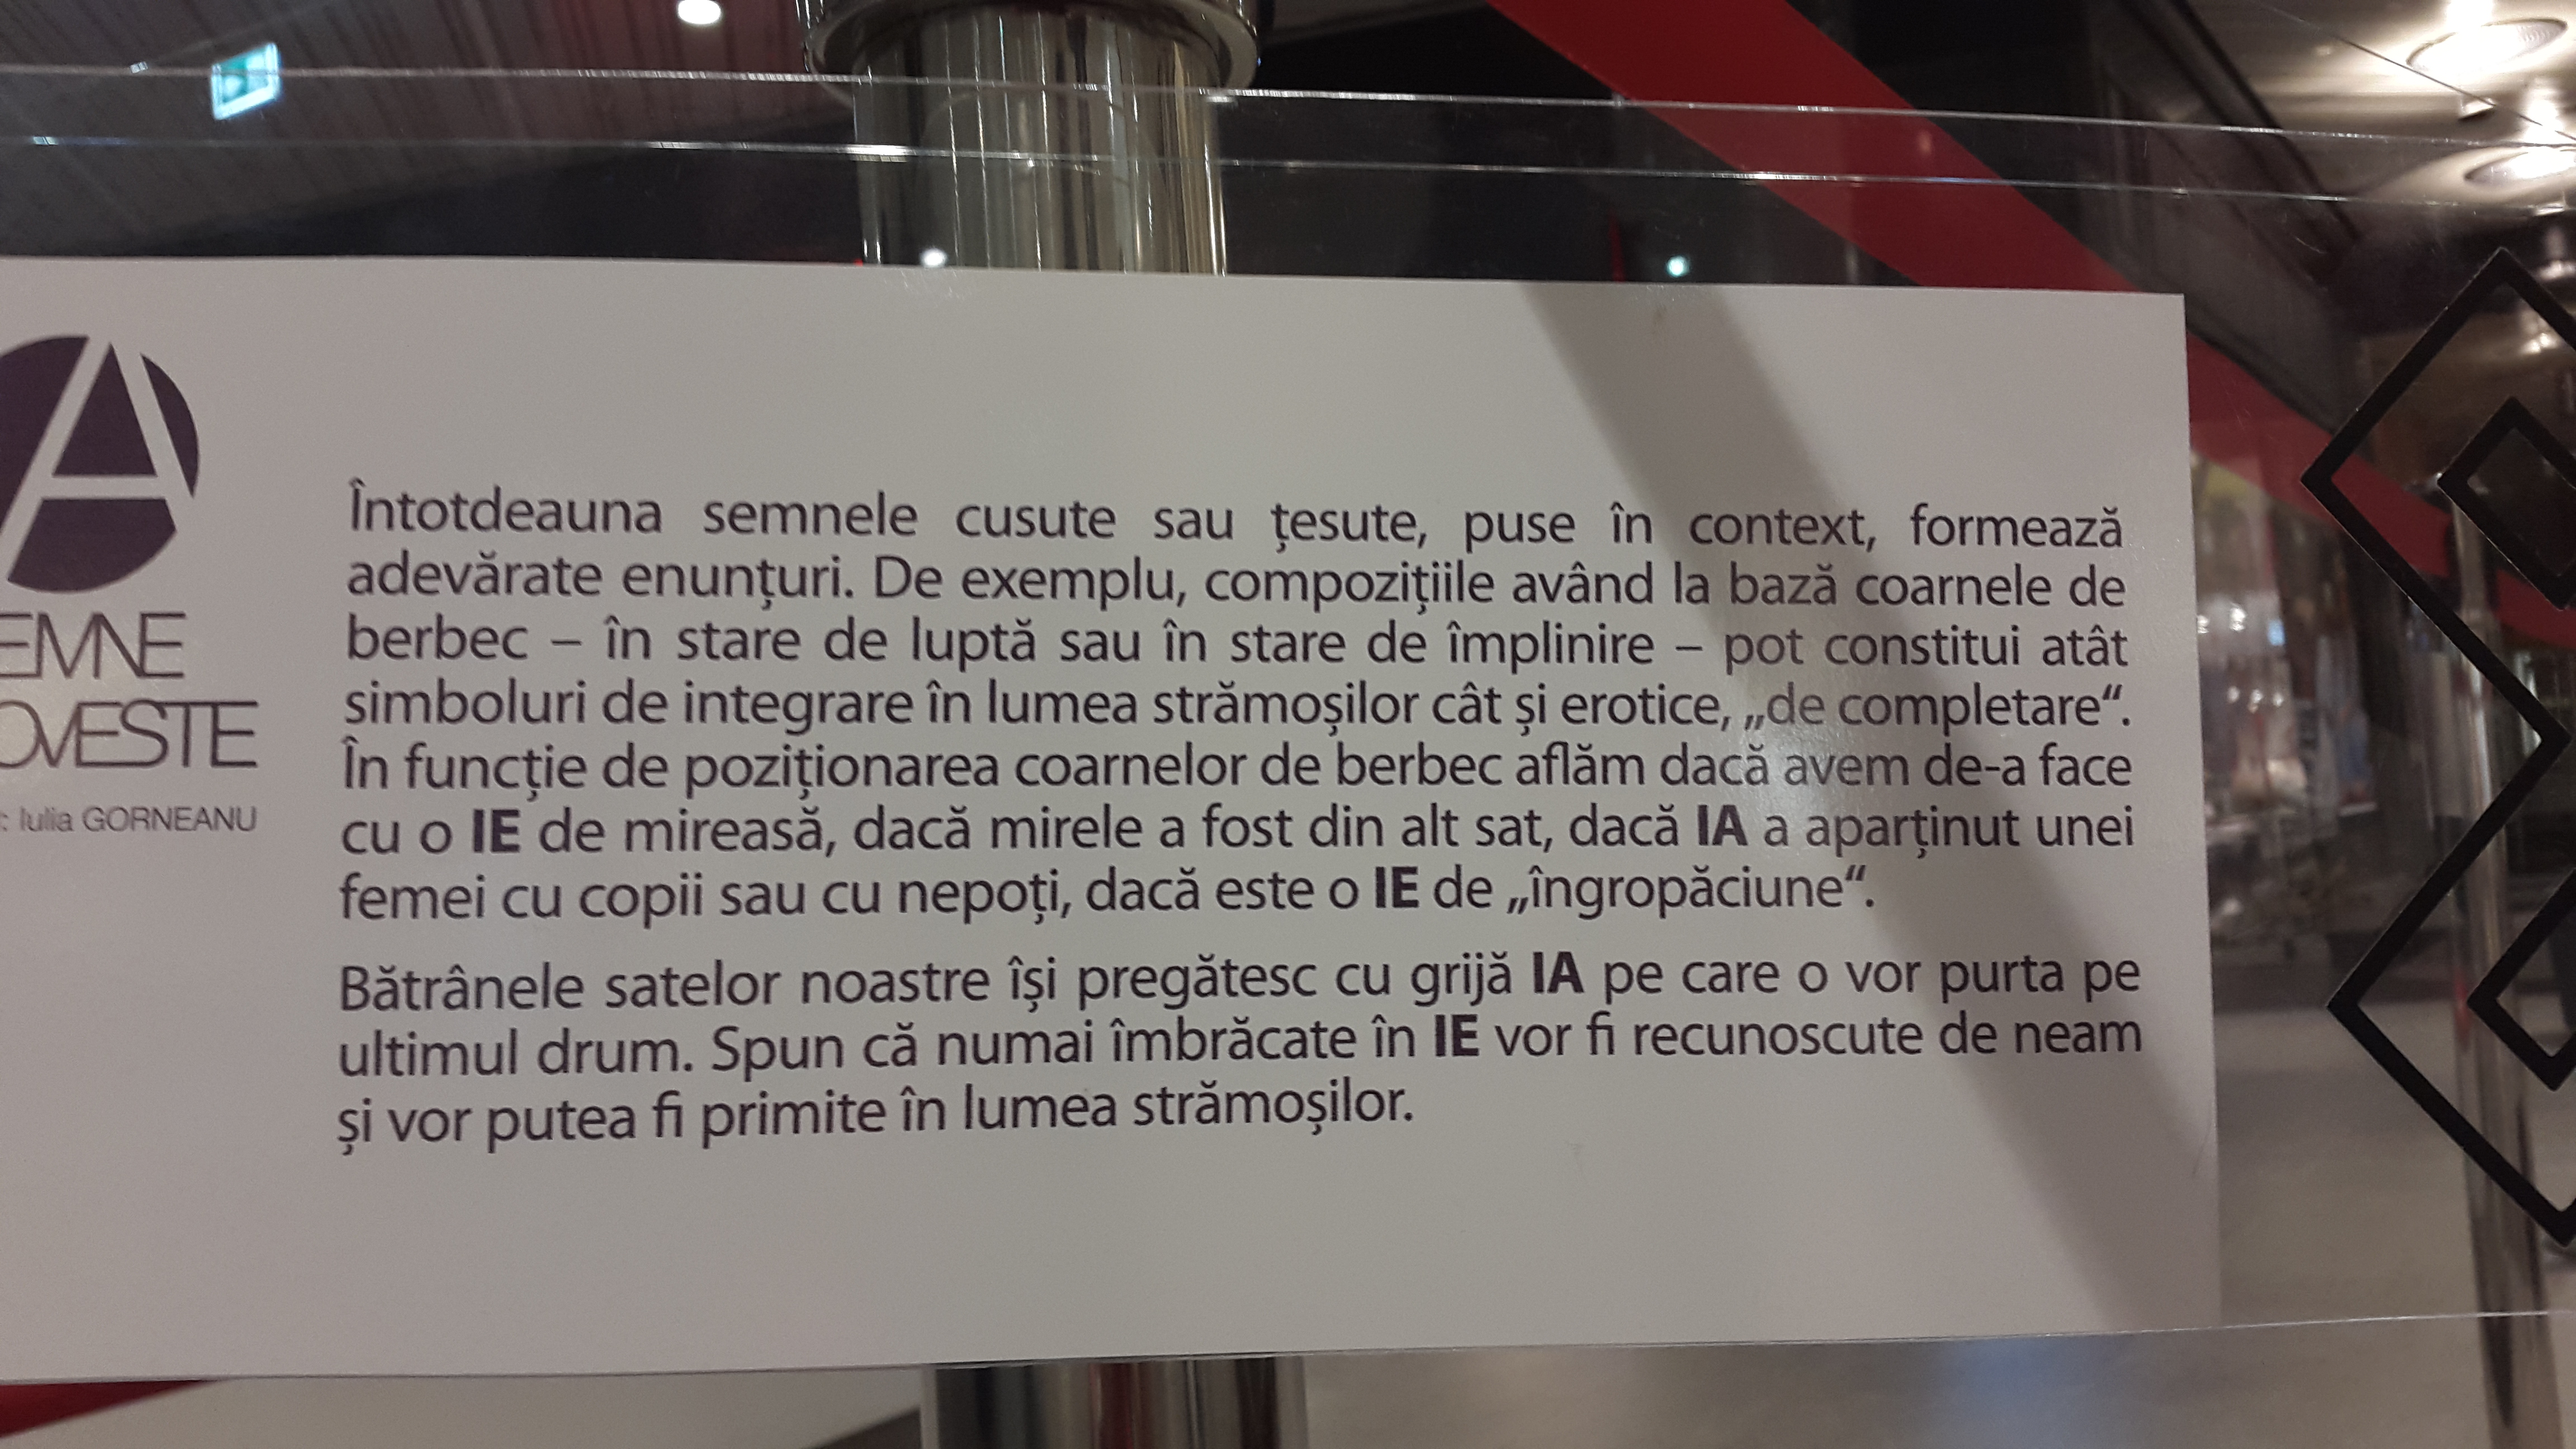 A
EMNE
OVESTE
: Iulia GORNEANU
Întotdeauna semnele cusute sau țesute, puse în context, formează
adevărate enunțuri. De exemplu, compozițiile având la bază coarnele de
berbec – în stare de luptă sau în stare de împlinire – pot constitui atât
simboluri de integrare în lumea strămoșilor cât și erotice, „de completare“.
În funcție de poziționarea coarnelor de berbec aflăm dacă avem de-a face
cu o IE de mireasă, dacă mirele a fost din alt sat, dacă IA a aparținut unei
femei cu copii sau cu nepoți, dacă este o IE de „îngropăciune“.
Bătrânele satelor noastre își pregătesc cu grijă IA pe care o vor purta pe
ultimul drum. Spun că numai îmbrăcate în IE vor fi recunoscute de neam
și vor putea fi primite în lumea strămoșilor.